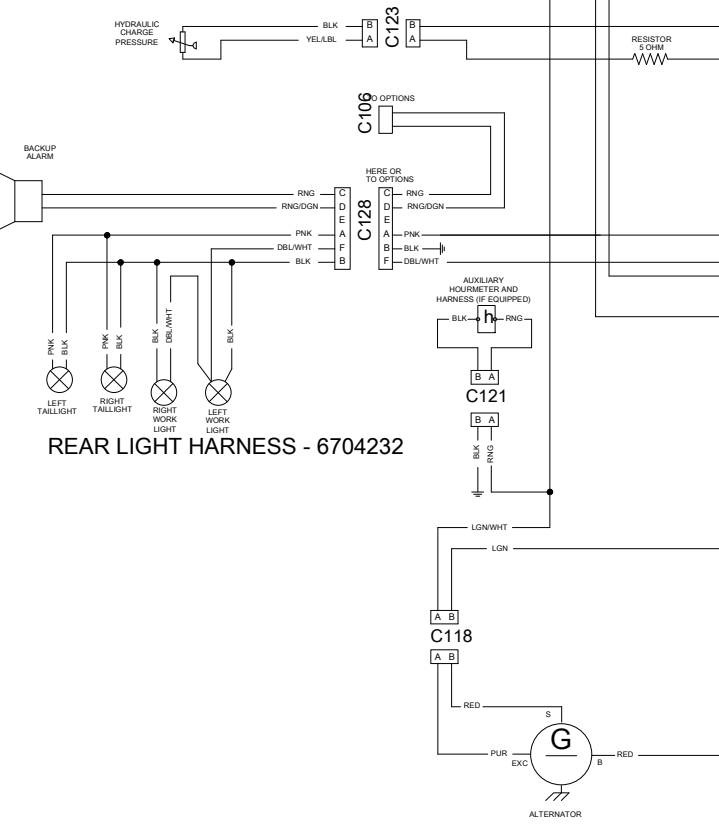 HYDRAULIC
CHARGE
PRESSURE
BLK
YEL/LBL
B
A
C123
B
A
RESISTOR
5 OHM
C106
TO OPTIONS
BACKUP
ALARM
HERE OR
TO OPTIONS
RNG
RNG/DGN
PNK
DBL/WHT
BLK
C
D
E
A
F
B
C128
C
D
E
A
B
F
RNG
RNG/DGN
PNK
BLK
DBL/WHT
AUXILIARY
HOURMETER AND
HARNESS (IF EQUIPPED)
BLK
h
RNG
B A
C121
B A
BLK
RNG
PNK
BLK
PNK
BLK
BLK
DBL/WHT
BLK
LEFT
TAILLIGHT
RIGHT
TAILLIGHT
RIGHT
WORK
LIGHT
LEFT
WORK
LIGHT
REAR LIGHT HARNESS - 6704232
LGN/WHT
LGN
A B
C118
A B
RED
S
G
PUR
EXC
B
RED
ALTERNATOR